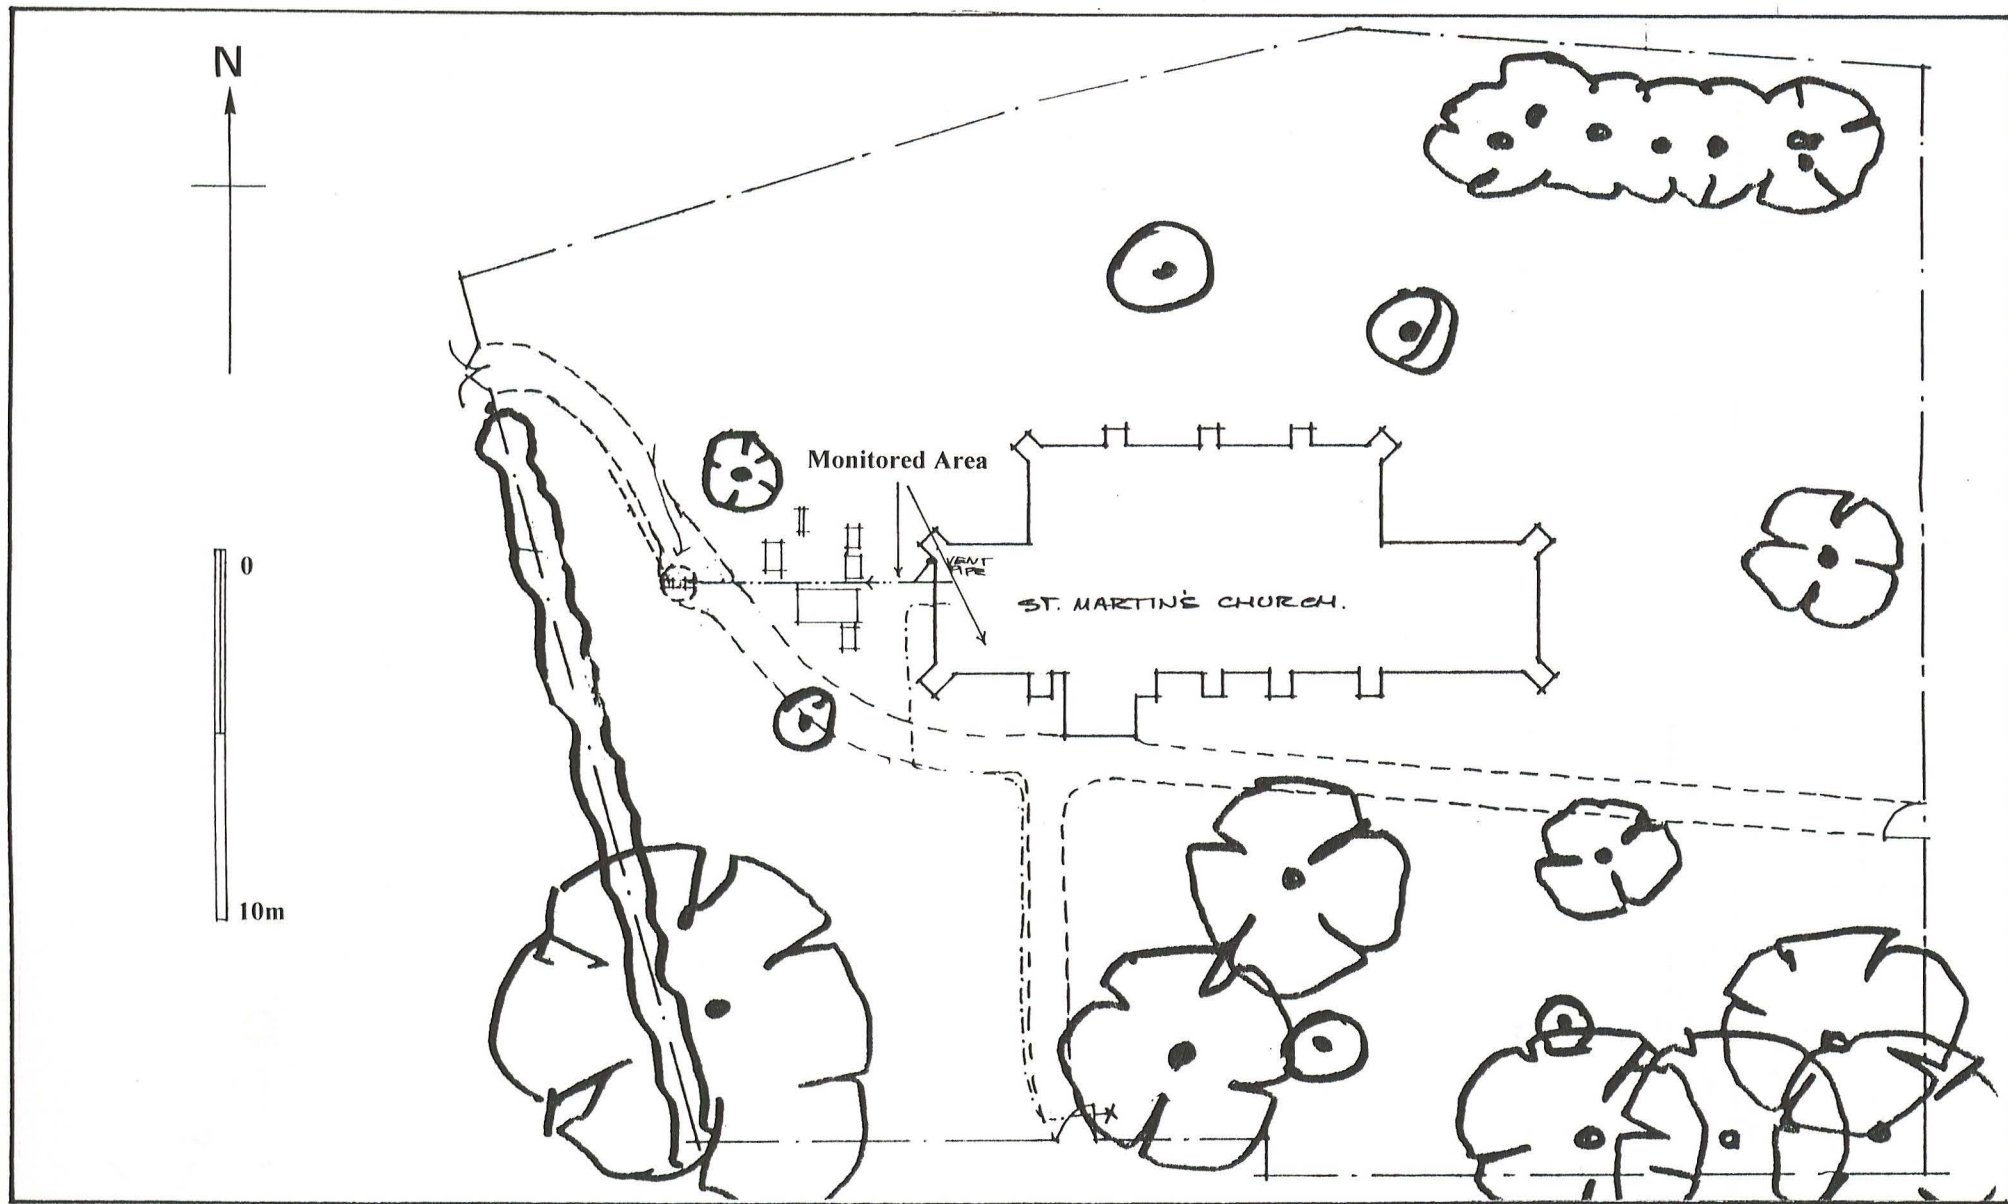 N
Monitored Area
VENT
PIPE
0
ST. MARTIN'S CHURCH.
10m